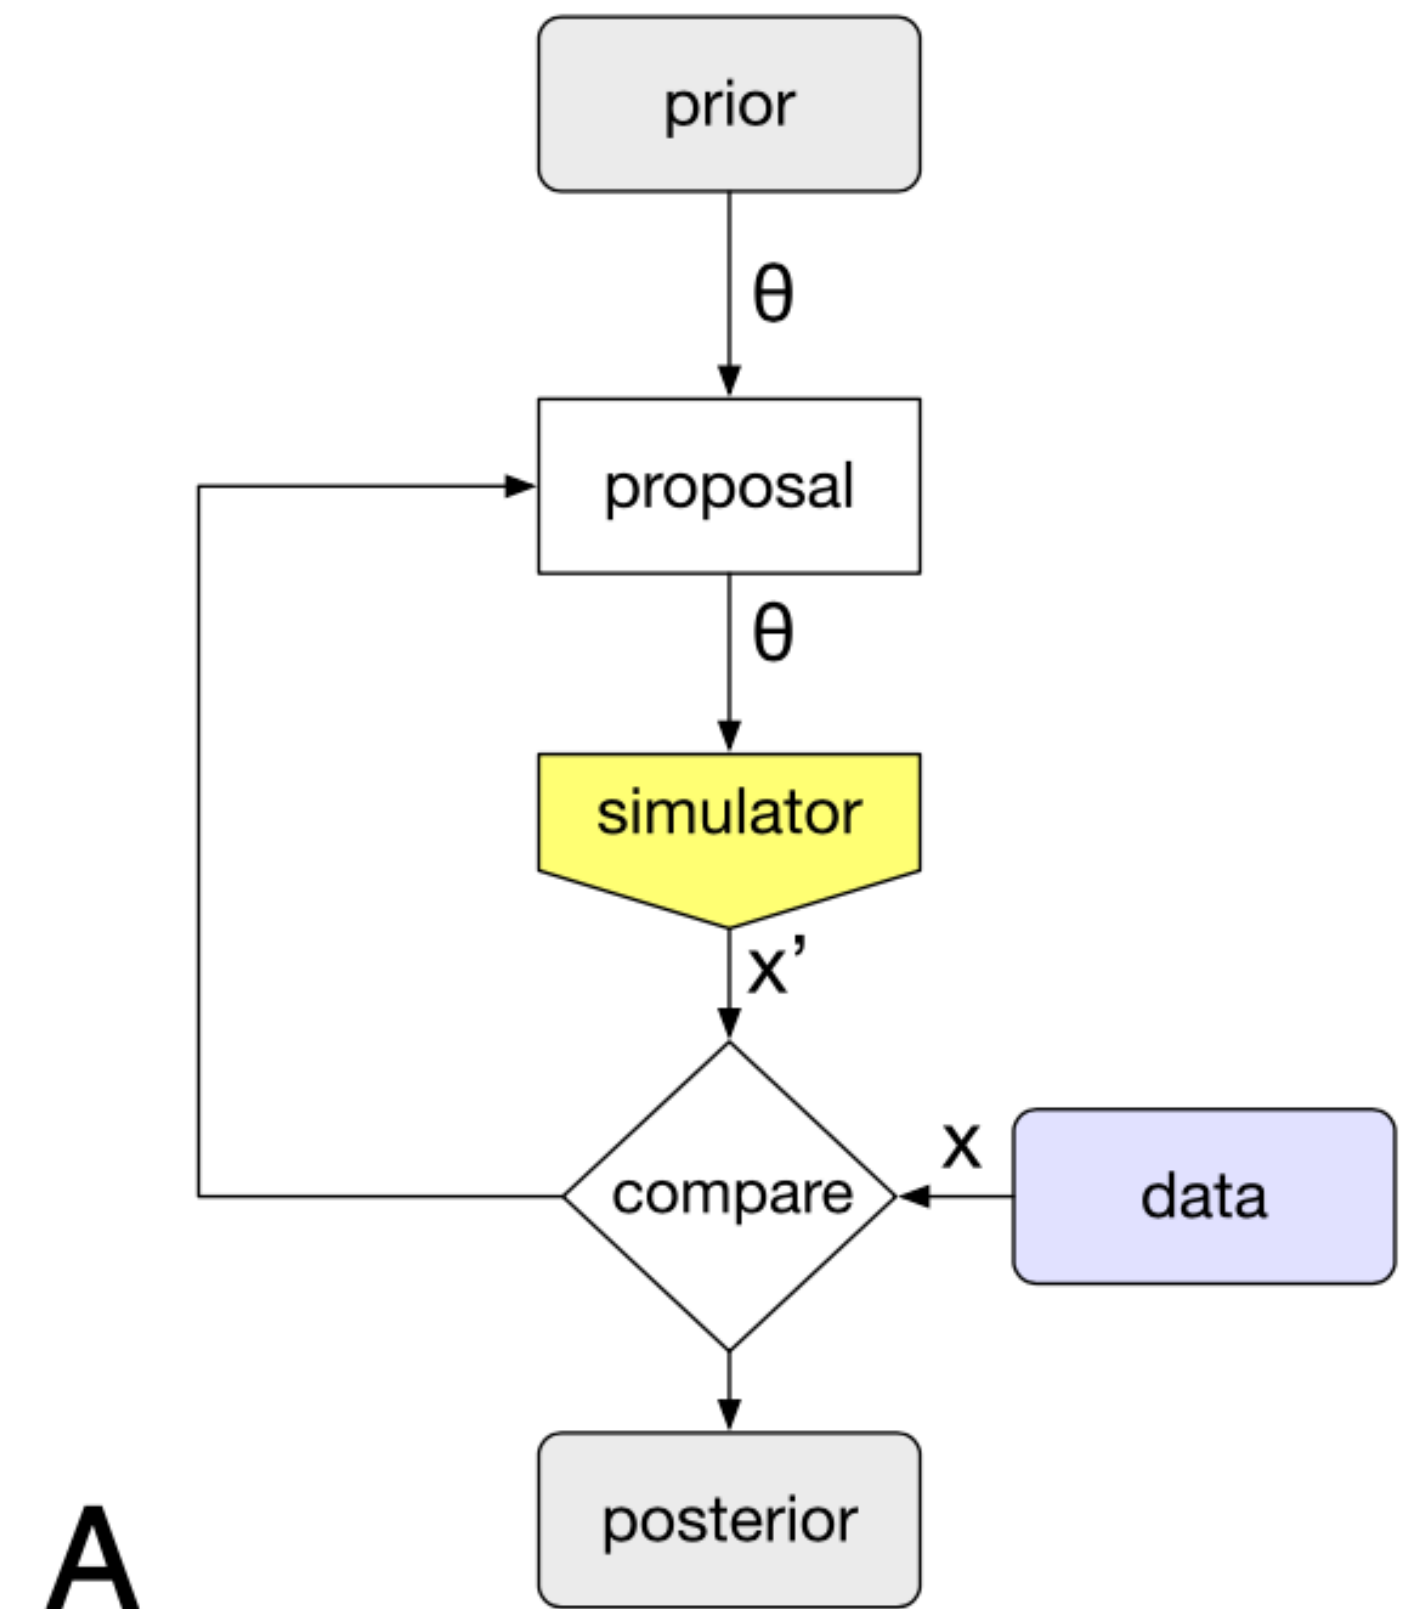 prior
θ
proposal
θ
simulator
x’
compare
x
data
posterior
A